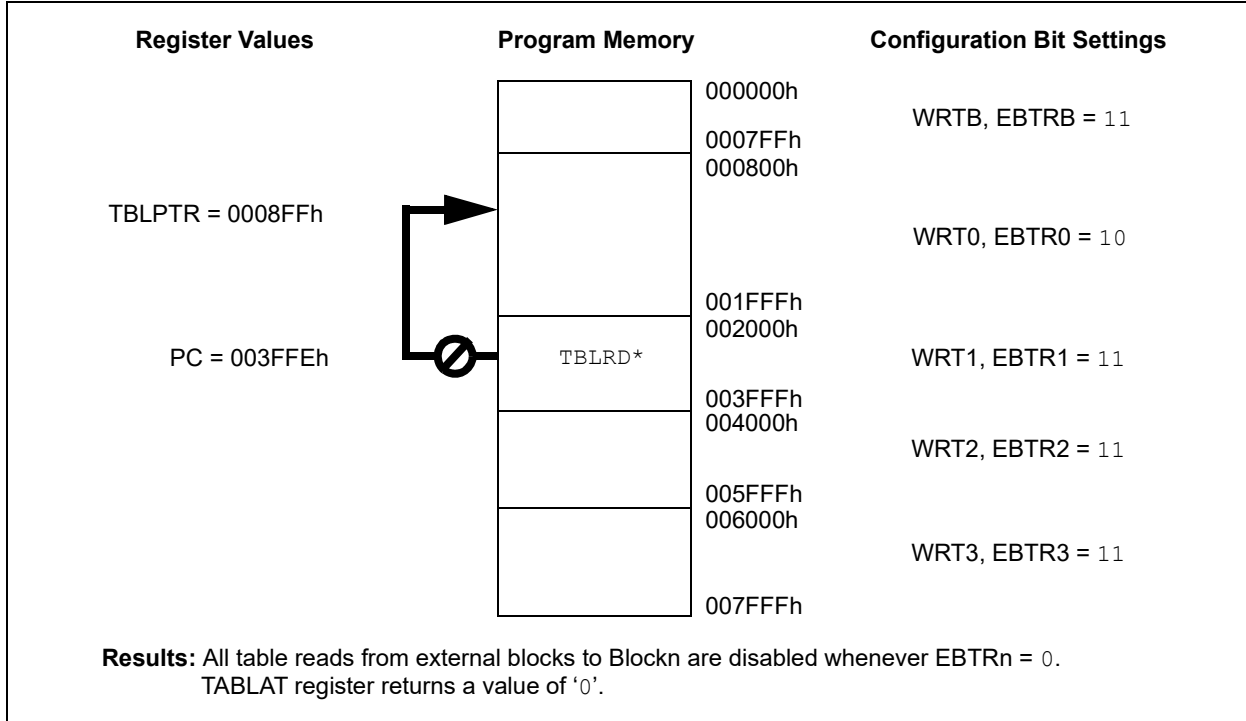 Register Values
Program Memory
Configuration Bit Settings
000000h
WRTB, EBTRB = 11
0007FFh
000800h
TBLPTR = 0008FFh
WRT0, EBTR0 = 10
001FFFh
002000h
PC = 003FFEh
TBLRD*
WRT1, EBTR1 = 11
003FFFh
004000h
WRT2, EBTR2 = 11
005FFFh
006000h
WRT3, EBTR3 = 11
007FFFh
Results: All table reads from external blocks to Blockn are disabled whenever EBTRn = 0.
TABLAT register returns a value of ‘0’.